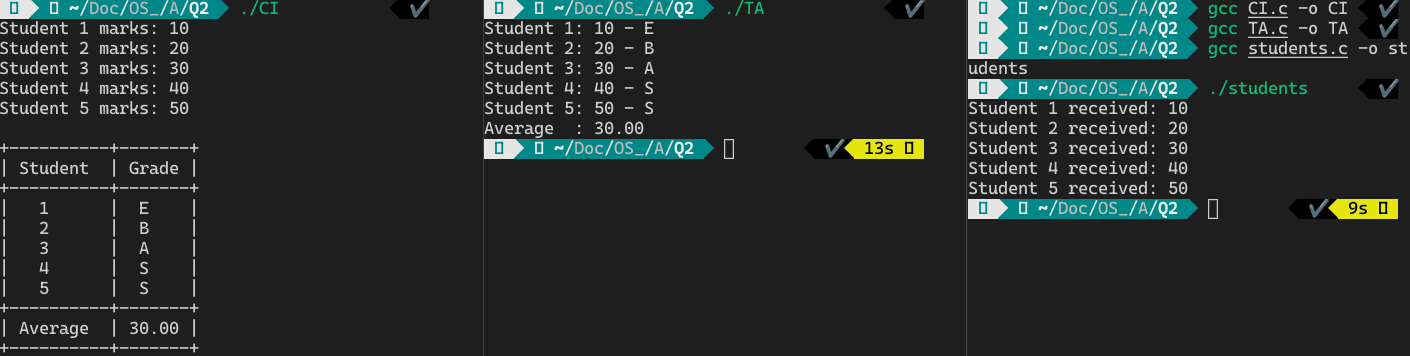 ~/Doc/OS_/A/Q2 ./CI ✔
Student 1 marks: 10
Student 2 marks: 20
Student 3 marks: 30
Student 4 marks: 40
Student 5 marks: 50
+----------+-------+
| Student  | Grade |
+----------+-------+
|    1     |   E   |
|    2     |   B   |
|    3     |   A   |
|    4     |   S   |
|    5     |   S   |
+----------+-------+
| Average  | 30.00 |
+----------+-------+
~/Doc/OS_/A/Q2 ./TA ✔
Student 1: 10 - E
Student 2: 20 - B
Student 3: 30 - A
Student 4: 40 - S
Student 5: 50 - S
Average  : 30.00
~/Doc/OS_/A/Q2 ✔ 13s
~/Doc/OS_/A/Q2 gcc CI.c -o CI ✔
~/Doc/OS_/A/Q2 gcc TA.c -o TA ✔
~/Doc/OS_/A/Q2 gcc students.c -o st
udents
~/Doc/OS_/A/Q2 ./students ✔
Student 1 received: 10
Student 2 received: 20
Student 3 received: 30
Student 4 received: 40
Student 5 received: 50
~/Doc/OS_/A/Q2 ✔ 9s